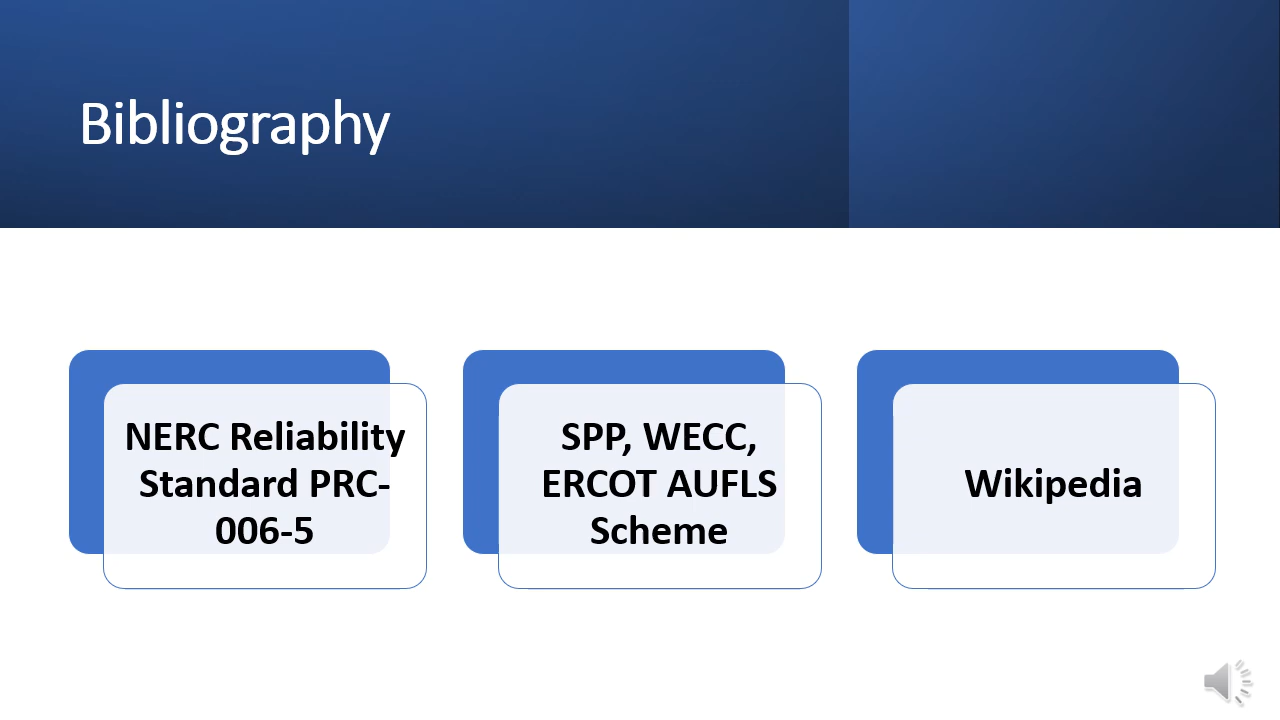 Bibliography
NERC Reliability
Standard PRC-
006-5
SPP, WECC,
ERCOT AUFLS
Scheme
Wikipedia